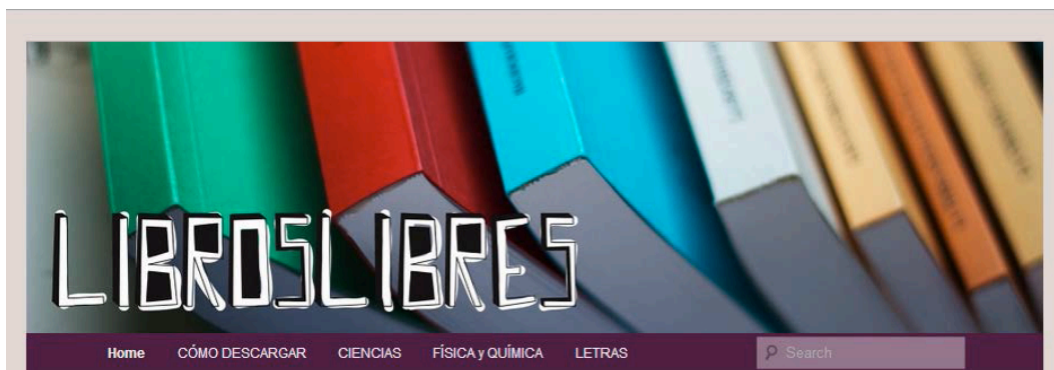 LIBROSLIBRES
Home CÓMO DESCARGAR CIENCIAS FÍSICA y QUÍMICA LETRAS Search